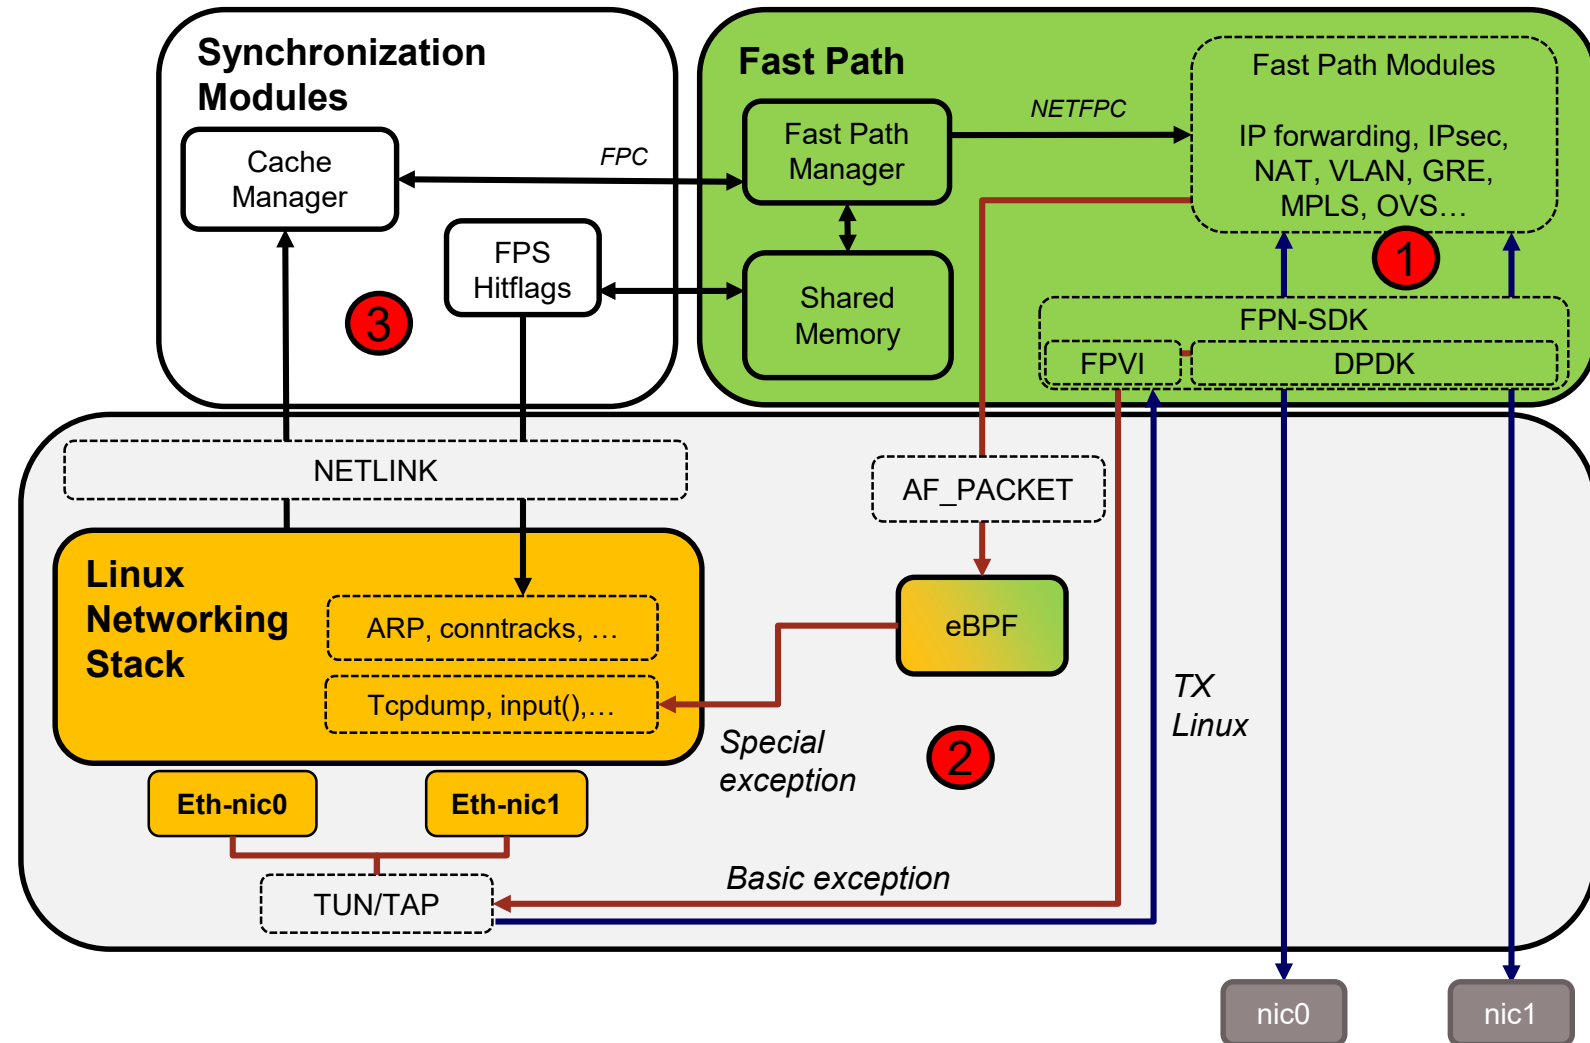 Synchronization
Modules
Cache
Manager
FPS
Hitflags
3
FPC
Fast Path
Fast Path
Manager
NETFPC
Shared
Memory
Fast Path Modules
IP forwarding, IPsec,
NAT, VLAN, GRE,
MPLS, OVS…
1
FPN-SDK
FPVI
DPDK
NETLINK
AF_PACKET
Linux
Networking
Stack
ARP, conntracks, …
Tcpdump, input(),…
eBPF
Special
exception
2
TX
Linux
Eth-nic0
Eth-nic1
Basic exception
TUN/TAP
nic0
nic1